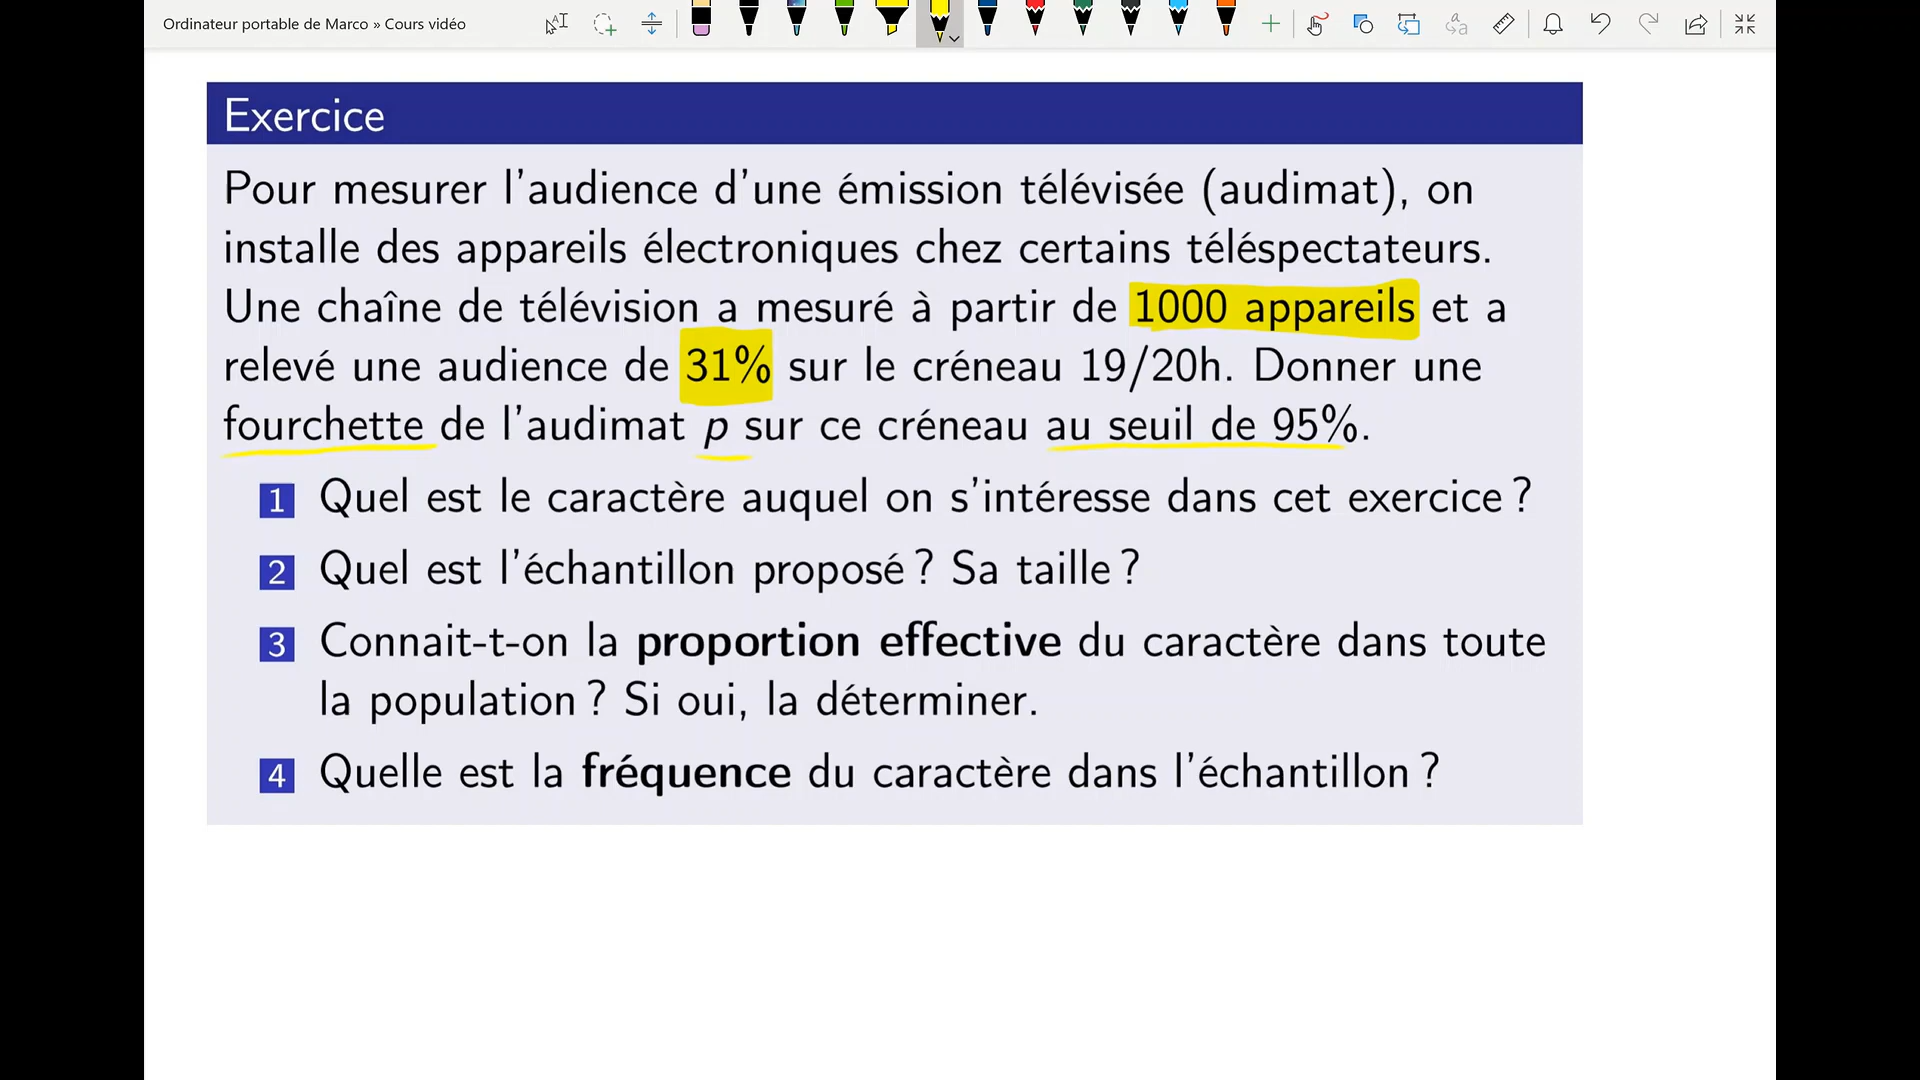 Ordinateur portable de Marco » Cours vidéo
Exercice
Pour mesurer l'audience d'une émission télévisée (audimat), on
installe des appareils électroniques chez certains téléspectateurs.
Une chaîne de télévision a mesuré à partir de 1000 appareils et a
relevé une audience de 31% sur le créneau 19/20h. Donner une
fourchette de l'audimat p sur ce créneau au seuil de 95%.
1 Quel est le caractère auquel on s'intéresse dans cet exercice ?
2 Quel est l'échantillon proposé ? Sa taille ?
3 Connait-t-on la proportion effective du caractère dans toute
la population ? Si oui, la déterminer.
4 Quelle est la fréquence du caractère dans l'échantillon ?